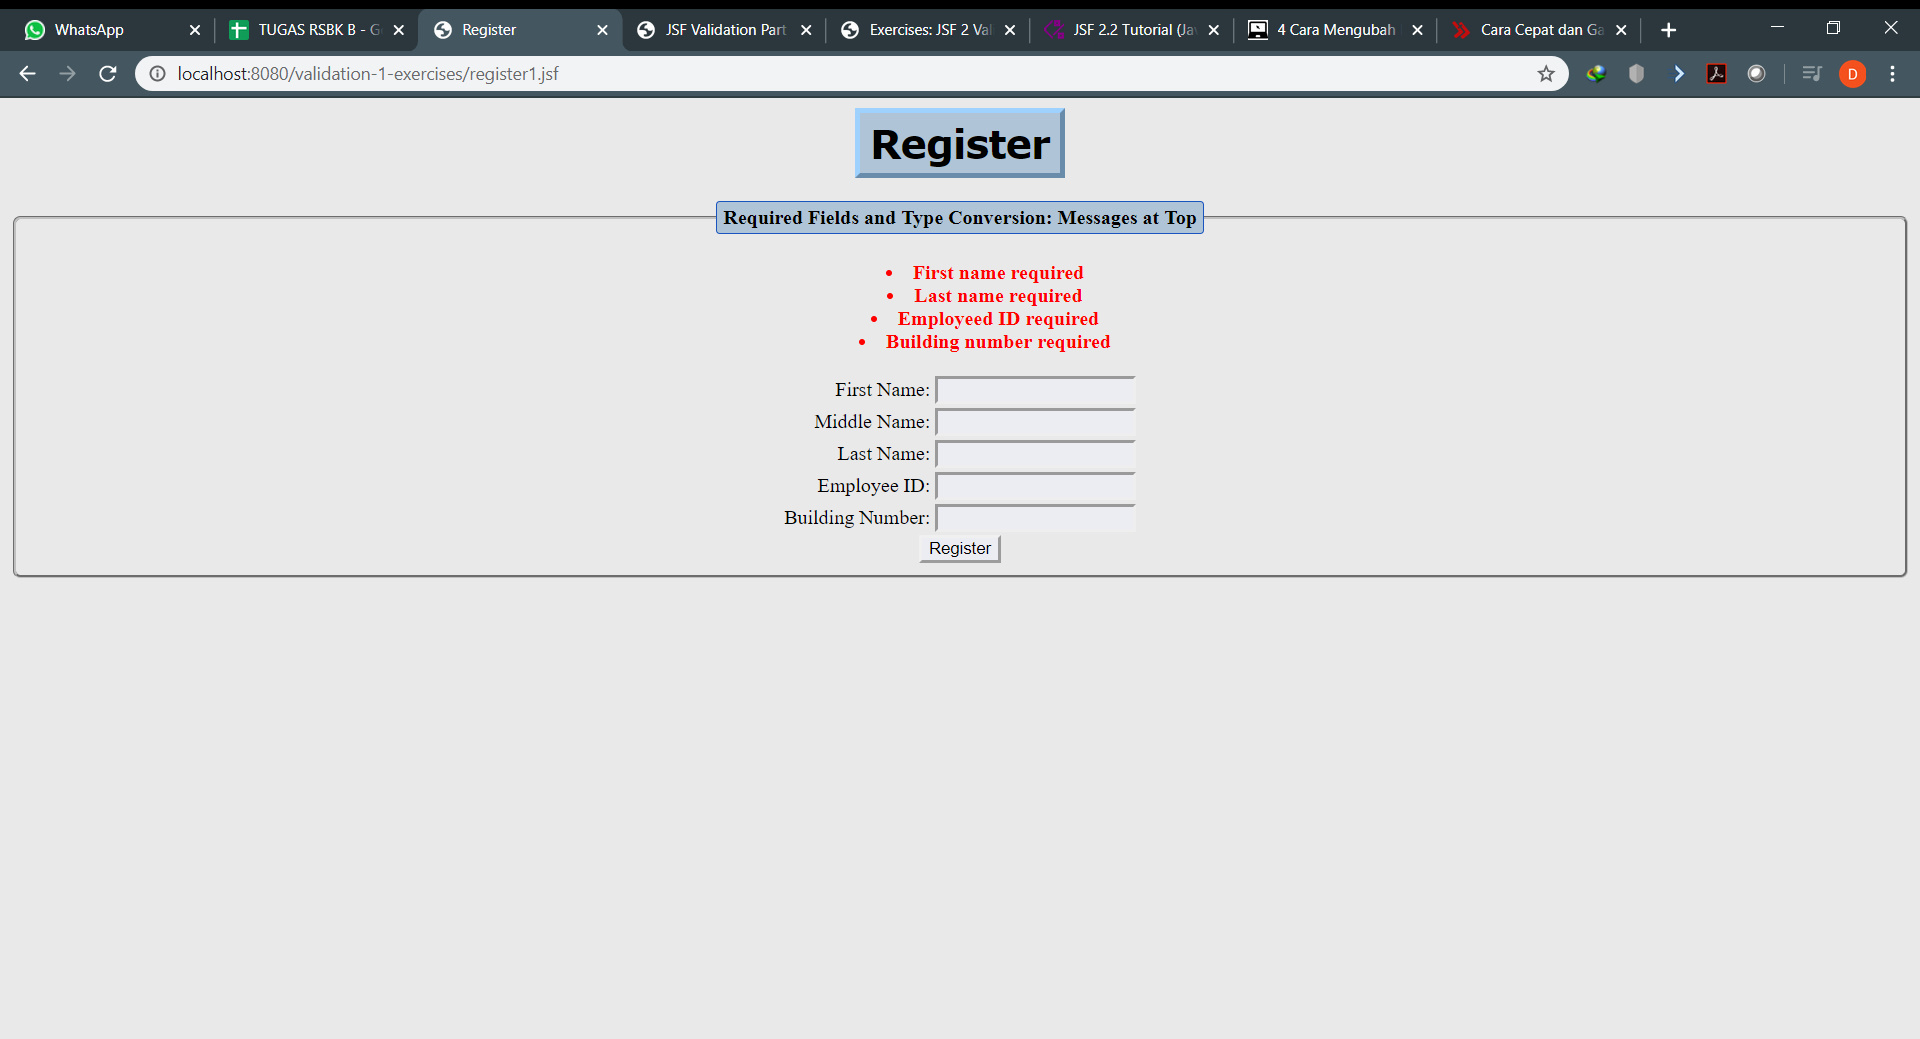 WhatsApp
TUGAS RSBK B - G
Register
JSF Validation Part
Exercises: JSF 2 Val
JSF 2.2 Tutorial (Ja
4 Cara Mengubah
Cara Cepat dan Ga
localhost:8080/validation-1-exercises/register1.jsf
D
Register
Required Fields and Type Conversion: Messages at Top
First name required
Last name required
Employeed ID required
Building number required
First Name:
Middle Name:
Last Name:
Employee ID:
Building Number:
Register